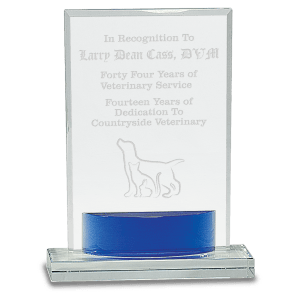 In Recognition To
Larry Dean Cass, DVM
Forty Four Years of
Veterinary Service
Fourteen Years of
Dedication To
Countryside Veterinary